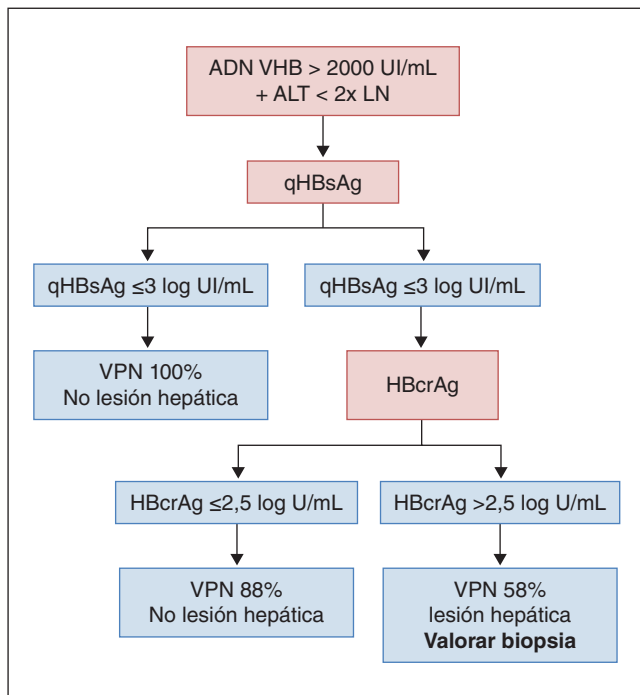 ADN VHB > 2000 UI/mL
+ ALT < 2x LN
qHBsAg
qHBsAg ≤3 log UI/mL
qHBsAg ≤3 log UI/mL
VPN 100%
No lesión hepática
HBcrAg
HBcrAg ≤2,5 log U/mL
HBcrAg >2,5 log U/mL
VPN 88%
No lesión hepática
VPN 58%
lesión hepática
Valorar biopsia